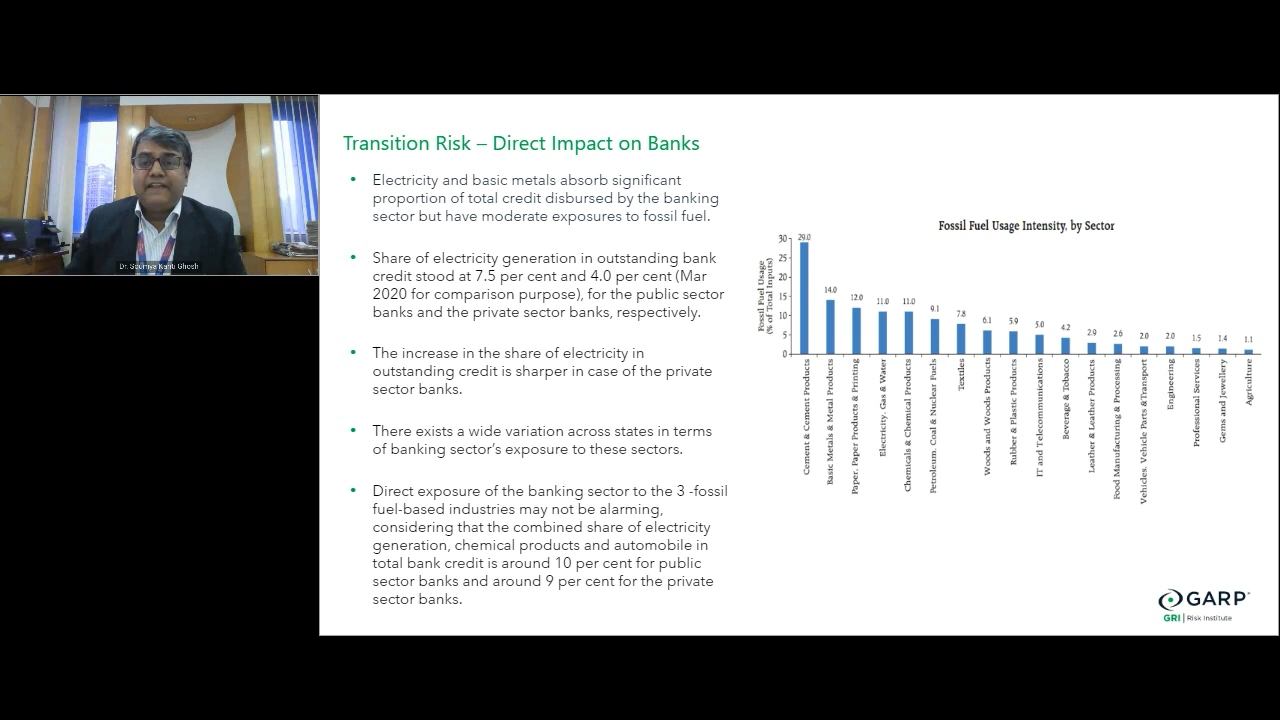 Transition Risk – Direct Impact on Banks
• Electricity and basic metals absorb significant
proportion of total credit disbursed by the banking
sector but have moderate exposures to fossil fuel.
• Share of electricity generation in outstanding bank
credit stood at 7.5 per cent and 4.0 per cent (Mar
2020 for comparison purpose), for the public sector
banks and the private sector banks, respectively.
• The increase in the share of electricity in
outstanding credit is sharper in case of the private
sector banks.
• There exists a wide variation across states in terms
of banking sector's exposure to these sectors.
• Direct exposure of the banking sector to the 3 -fossil
fuel-based industries may not be alarming,
considering that the combined share of electricity
generation, chemical products and automobile in
total bank credit is around 10 per cent for public
sector banks and around 9 per cent for the private
sector banks.
Dr. Soumya Kanti Ghosh
Fossil Fuel Usage Intensity, by Sector
Fossil Fuel Usage
(% of Total Inputs)
30
25
20
15
10
5
0
29.0
14.0
12.0
11.0
11.0
9.1
7.8
6.1
5.9
5.0
4.2
2.9
2.6
2.0
2.0
1.5
1.4
1.1
Cement & Cement Products
Basic Metals & Metal Products
Paper, Paper Products & Printing
Electricity, Gas & Water
Chemicals & Chemical Products
Petroleum, Coal & Nuclear Fuels
Textiles
Woods and Woods Products
Rubber & Plastic Products
IT and Telecommunications
Beverage & Tobacco
Leather & Leather Products
Food Manufacturing & Processing
Vehicles, Vehicle Parts &Transport
Engineering
Professional Services
Gems and Jewellery
Agriculture
GARP®
GRI | Risk Institute